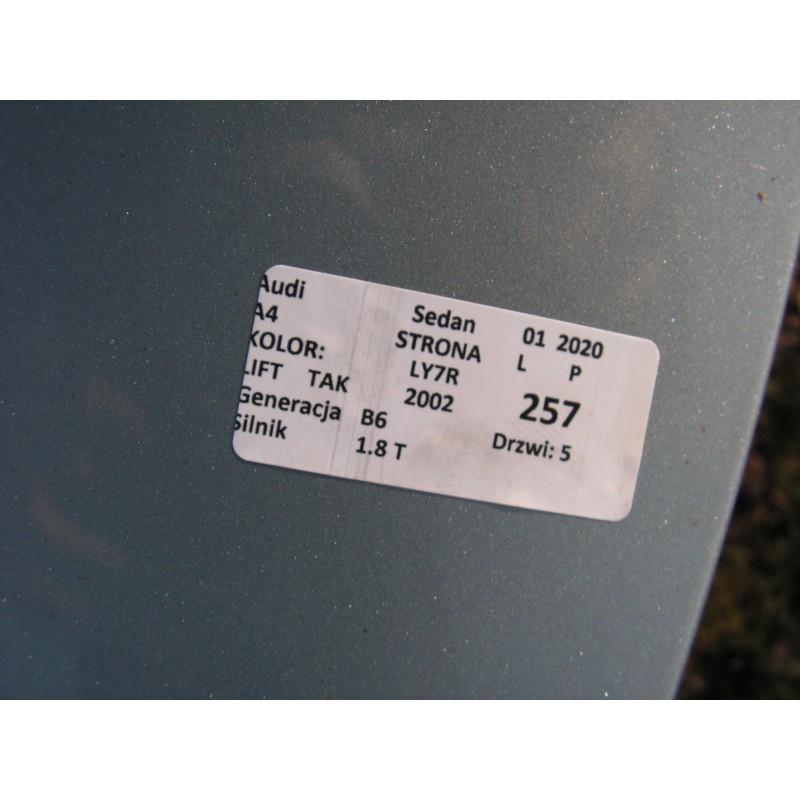 Audi Sedan 01 2020
A4 STRONA L P
KOLOR: LY7R
LIFT TAK 2002 257
Generacja B6 Drzwi: 5
Silnik 1.8 T